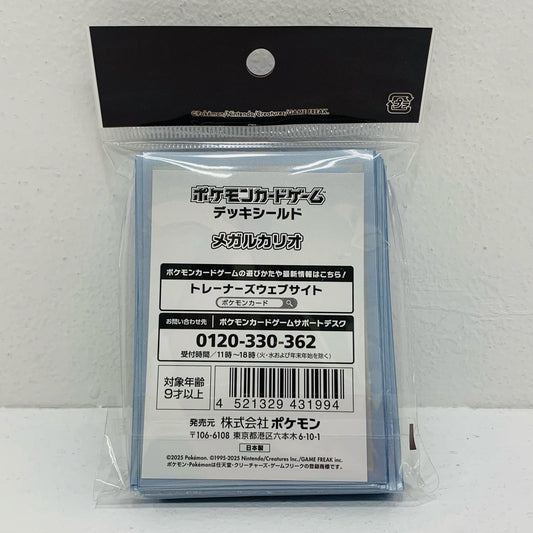 ©Pokémon/Nintendo/Creatures/GAME FREAK.
プラ
ポケモンカードゲーム
デッキシールド
メガルカリオ
ポケモンカードゲームの遊びかたや最新情報はこちら！
トレーナーズウェブサイト
ポケモンカード
お問い合わせ先 ポケモンカードゲームサポートデスク
0120-330-362
受付時間／11時〜18時（火・水および年末年始を除く）
対象年齢
9才以上
4 521329 431994
発売元 株式会社ポケモン
〒106-6108 東京都港区六本木6-10-1
日本製
©2025 Pokémon. ©1995-2025 Nintendo/Creatures Inc./GAME FREAK inc.
ポケモン・Pokémonは任天堂・クリーチャーズ・ゲームフリークの登録商標です。